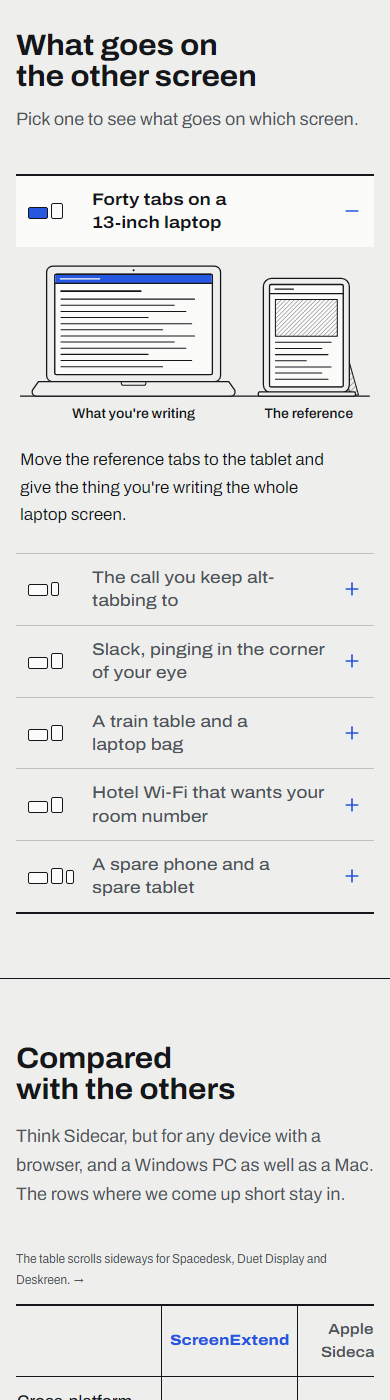 What goes on
the other screen
Pick one to see what goes on which screen.
Forty tabs on a
13-inch laptop
What you're writing
The reference
Move the reference tabs to the tablet and
give the thing you're writing the whole
laptop screen.
The call you keep alt-
tabbing to
Slack, pinging in the corner
of your eye
A train table and a
laptop bag
Hotel Wi-Fi that wants your
room number
A spare phone and a
spare tablet
Compared
with the others
Think Sidecar, but for any device with a
browser, and a Windows PC as well as a Mac.
The rows where we come up short stay in.
The table scrolls sideways for Spacedesk, Duet Display and
Deskreen. →
ScreenExtend
Apple
Sideca